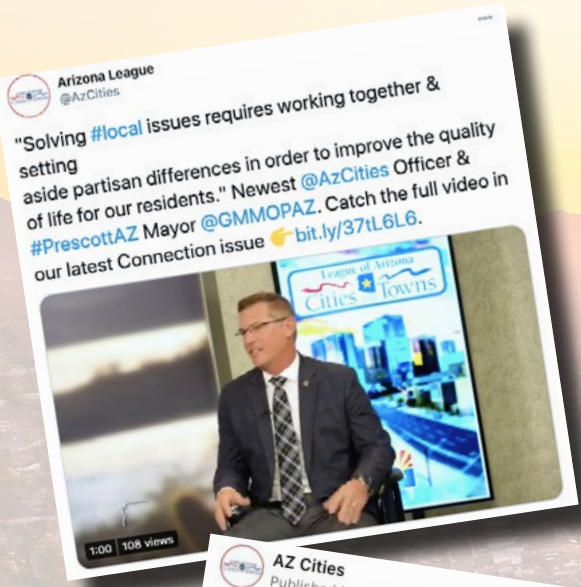 Arizona League
@AzCities
"Solving #local issues requires working together &
setting
aside partisan differences in order to improve the quality
of life for our residents." Newest @AzCities Officer &
#PrescottAZ Mayor @GMMOPAZ. Catch the full video in
our latest Connection issue 👉bit.ly/37tL6L6.
League of Arizona
Cities Towns
1:00 108 views
AZ Cities